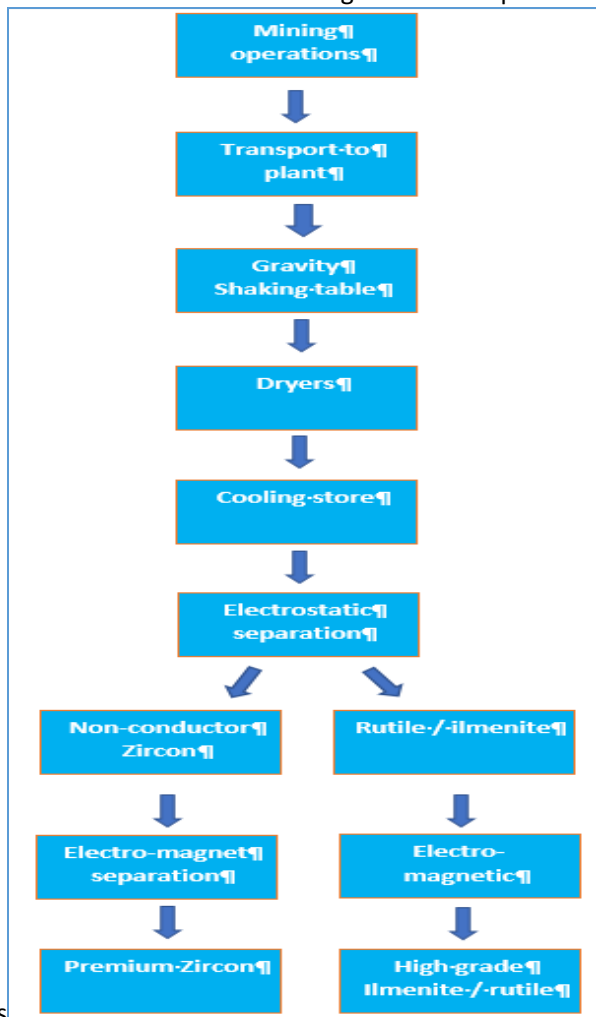 Mining¶
operations¶
Transport·to¶
plant¶
Gravity¶
Shaking·table¶
Dryers¶
Cooling·store¶
Electrostatic¶
separation¶
Non-conductor¶
Zircon¶
Rutile·/·ilmenite¶
Electro-magnet¶
separation¶
Electro-
magnetic¶
Premium·Zircon¶
High-grade¶
Ilmenite·/·rutile¶
s